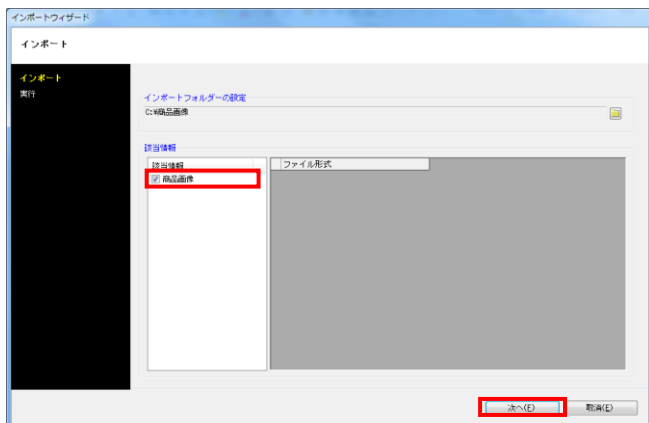 インポートウィザード
インポート
インポート
実行
インポートフォルダーの設定
C:¥商品画像
該当情報
該当情報
ファイル形式
商品画像
次へ(E)
取消(E)